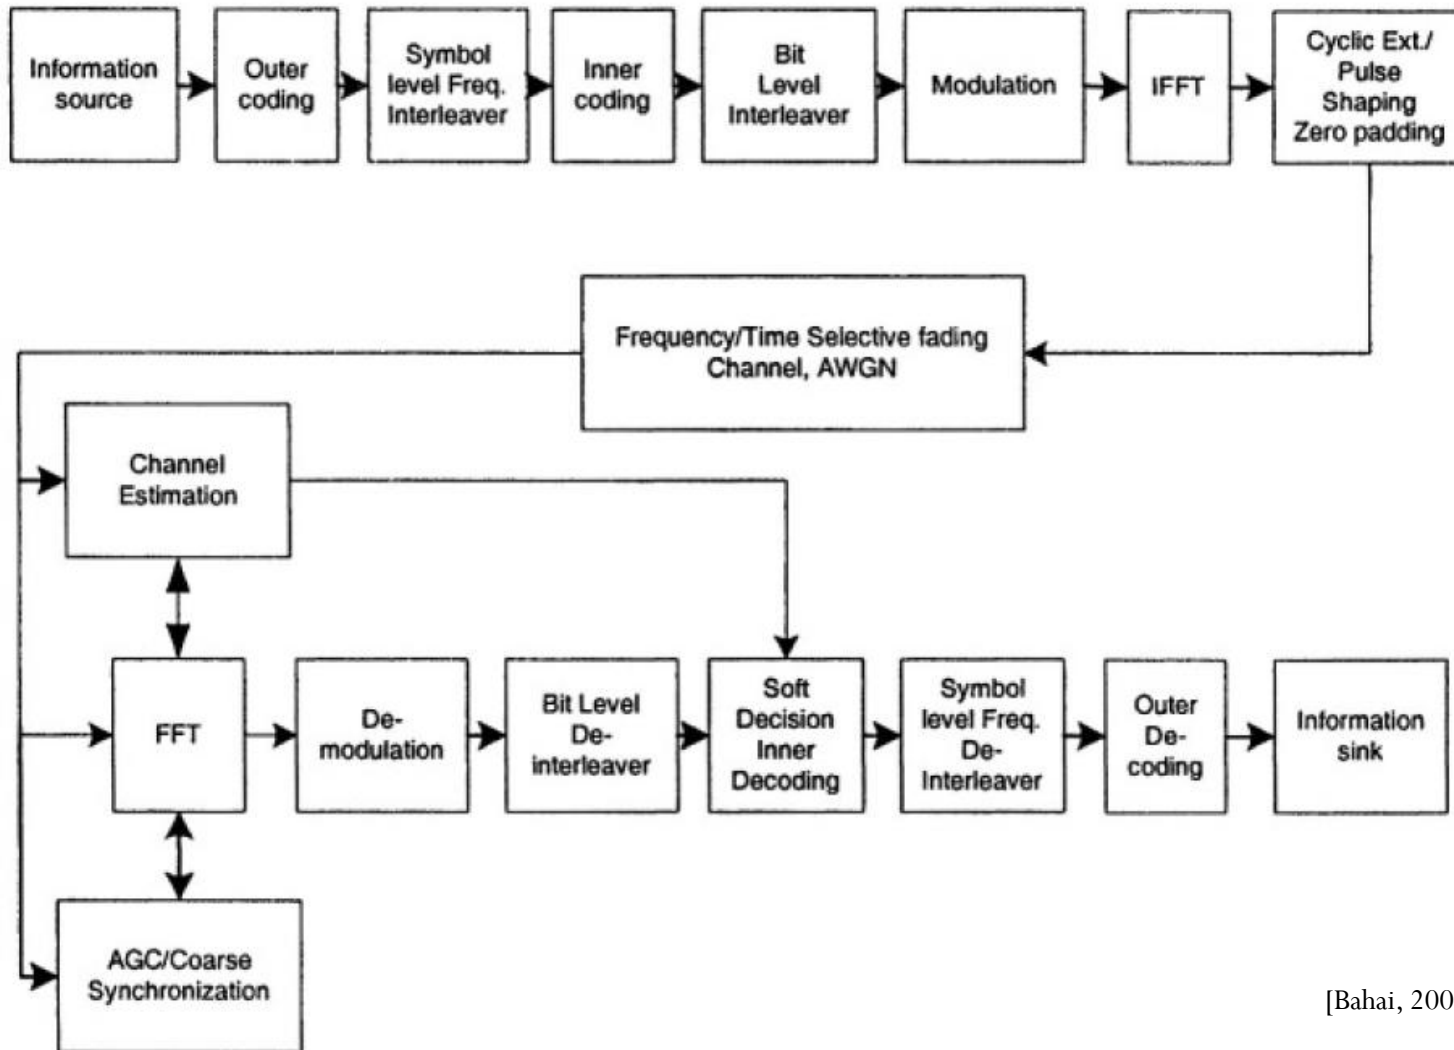 Information
source
Outer
coding
Symbol
level Freq.
Interleaver
Inner
coding
Bit
Level
Interleaver
Modulation
IFFT
Cyclic Ext./
Pulse
Shaping
Zero padding
Frequency/Time Selective fading
Channel, AWGN
Channel
Estimation
FFT
De-
modulation
Bit Level
De-
interleaver
Soft
Decision
Inner
Decoding
Symbol
level Freq.
De-
Interleaver
Outer
De-
coding
Information
sink
AGC/Coarse
Synchronization
[Bahai, 200